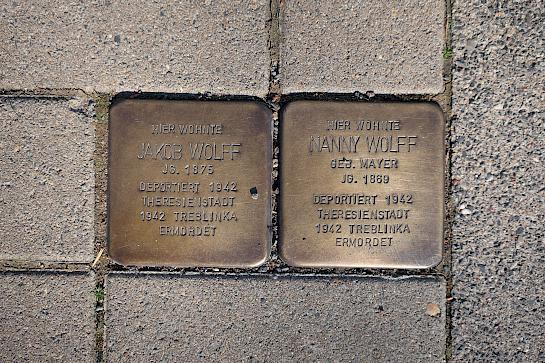 HIER WOHNTE
JAKOB WOLFF
JG. 1875
DEPORTIERT 1942
THERESIENSTADT
1942 TREBLINKA
ERMORDET
HIER WOHNTE
NANNY WOLFF
GEB. MAYER
JG. 1869
DEPORTIERT 1942
THERESIENSTADT
1942 TREBLINKA
ERMORDET